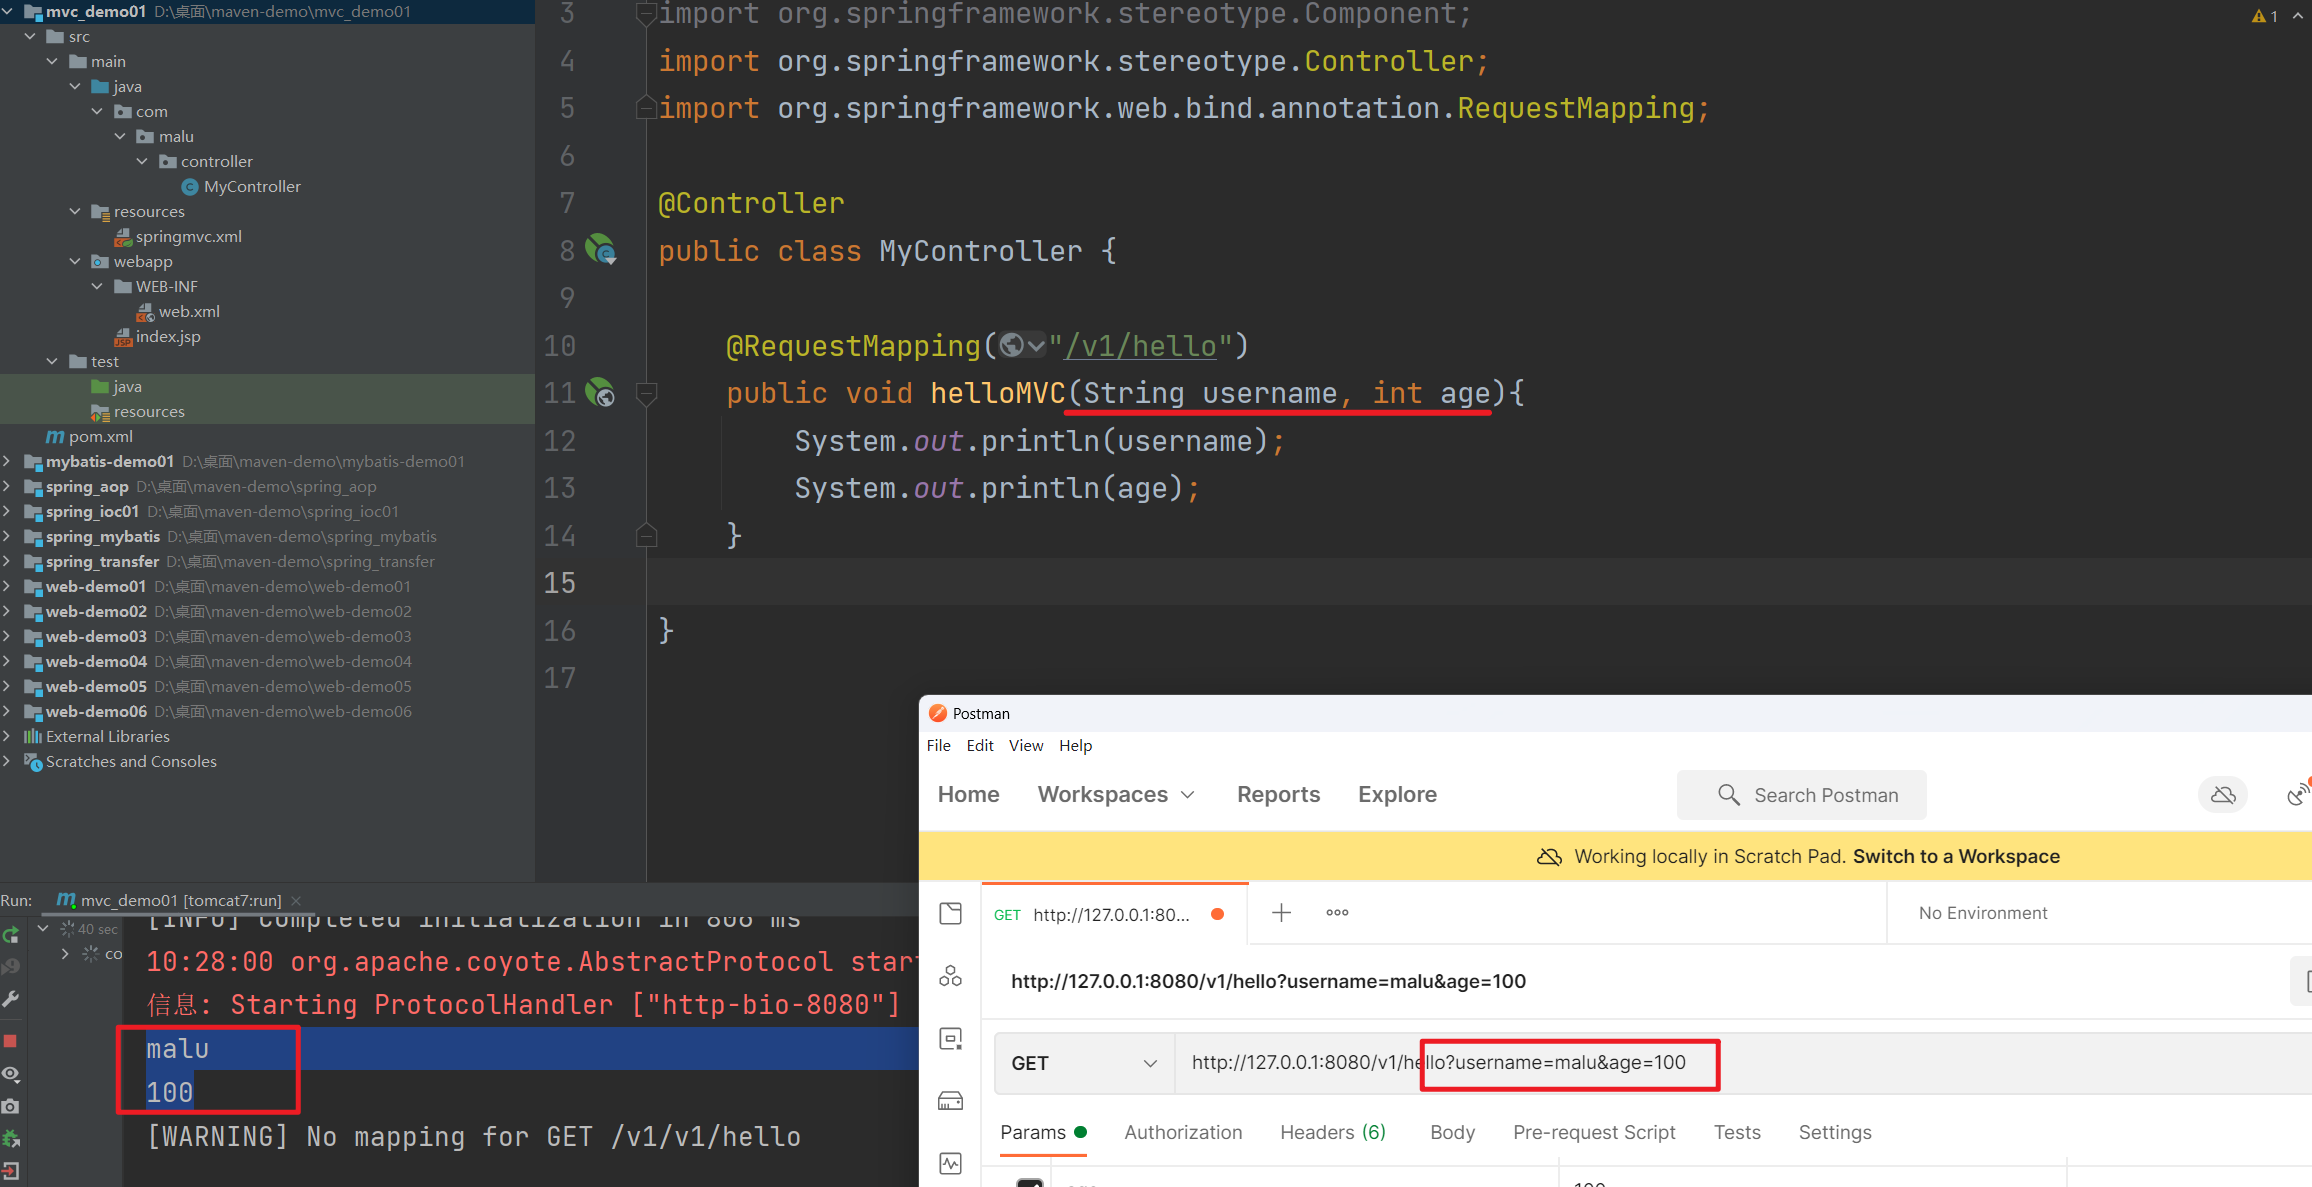 mvc_demo01 D:\桌面\maven-demo\mvc_demo01
src
main
java
com
malu
controller
MyController
resources
springmvc.xml
webapp
WEB-INF
web.xml
index.jsp
test
java
resources
pom.xml
mybatis-demo01 D:\桌面\maven-demo\mybatis-demo01
spring_aop D:\桌面\maven-demo\spring_aop
spring_ioc01 D:\桌面\maven-demo\spring_ioc01
spring_mybatis D:\桌面\maven-demo\spring_mybatis
spring_transfer D:\桌面\maven-demo\spring_transfer
web-demo01 D:\桌面\maven-demo\web-demo01
web-demo02 D:\桌面\maven-demo\web-demo02
web-demo03 D:\桌面\maven-demo\web-demo03
web-demo04 D:\桌面\maven-demo\web-demo04
web-demo05 D:\桌面\maven-demo\web-demo05
web-demo06 D:\桌面\maven-demo\web-demo06
External Libraries
Scratches and Consoles
3 import org.springframework.stereotype.Component;
4 import org.springframework.stereotype.Controller;
5 import org.springframework.web.bind.annotation.RequestMapping;
6
7 @Controller
8 public class MyController {
9
10 @RequestMapping("/v1/hello")
11 public void helloMVC(String username, int age){
12 System.out.println(username);
13 System.out.println(age);
14 }
15
16 }
17
1
Run: mvc_demo01 [tomcat7:run]
40 sec
co
[INFO] Completed initialization in 806 ms
10:28:00 org.apache.coyote.AbstractProtocol star
信息: Starting ProtocolHandler ["http-bio-8080"]
malu
100
[WARNING] No mapping for GET /v1/v1/hello
Postman
File Edit View Help
Home Workspaces Reports Explore Search Postman
Working locally in Scratch Pad. Switch to a Workspace
GET http://127.0.0.1:80... No Environment
http://127.0.0.1:8080/v1/hello?username=malu&age=100
GET http://127.0.0.1:8080/v1/hello?username=malu&age=100
Params Authorization Headers (6) Body Pre-request Script Tests Settings